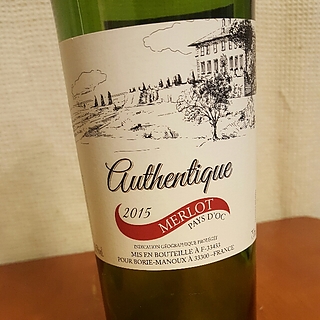 Authentique
2015
MERLOT
PAYS D'OC
INDICATION GÉOGRAPHIQUE PROTÉGÉE
MIS EN BOUTEILLE À F-33433
POUR BORIE-MANOUX À 33300-FRANCE